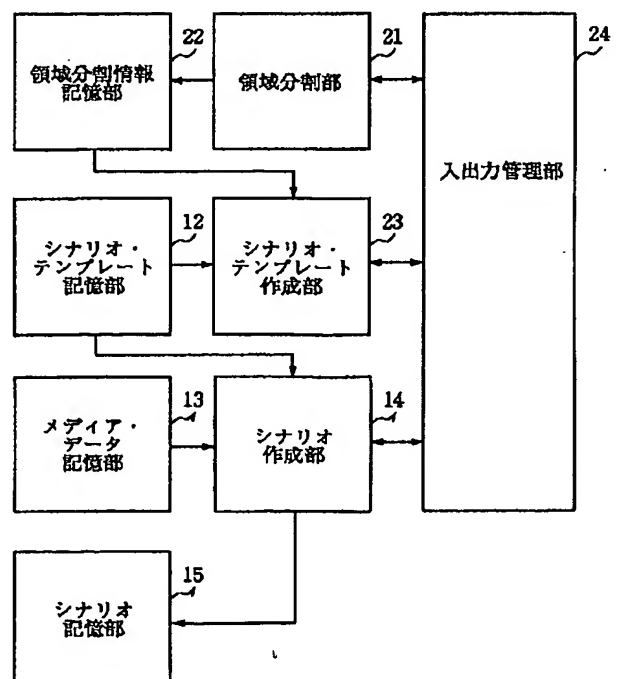 22
領域分割情報
記憶部
21
領域分割部
24
入出力管理部
12
シナリオ・
テンプレート
記憶部
23
シナリオ・
テンプレート
作成部
13
メディア・
データ
記憶部
14
シナリオ
作成部
15
シナリオ
記憶部